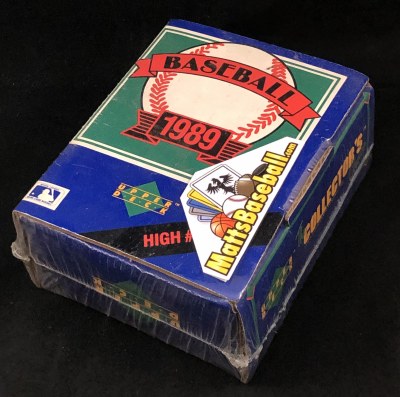 BASEBALL
1989
UPPER
DECK
HIGH #
MattsBaseball.com
COLLECTOR'S